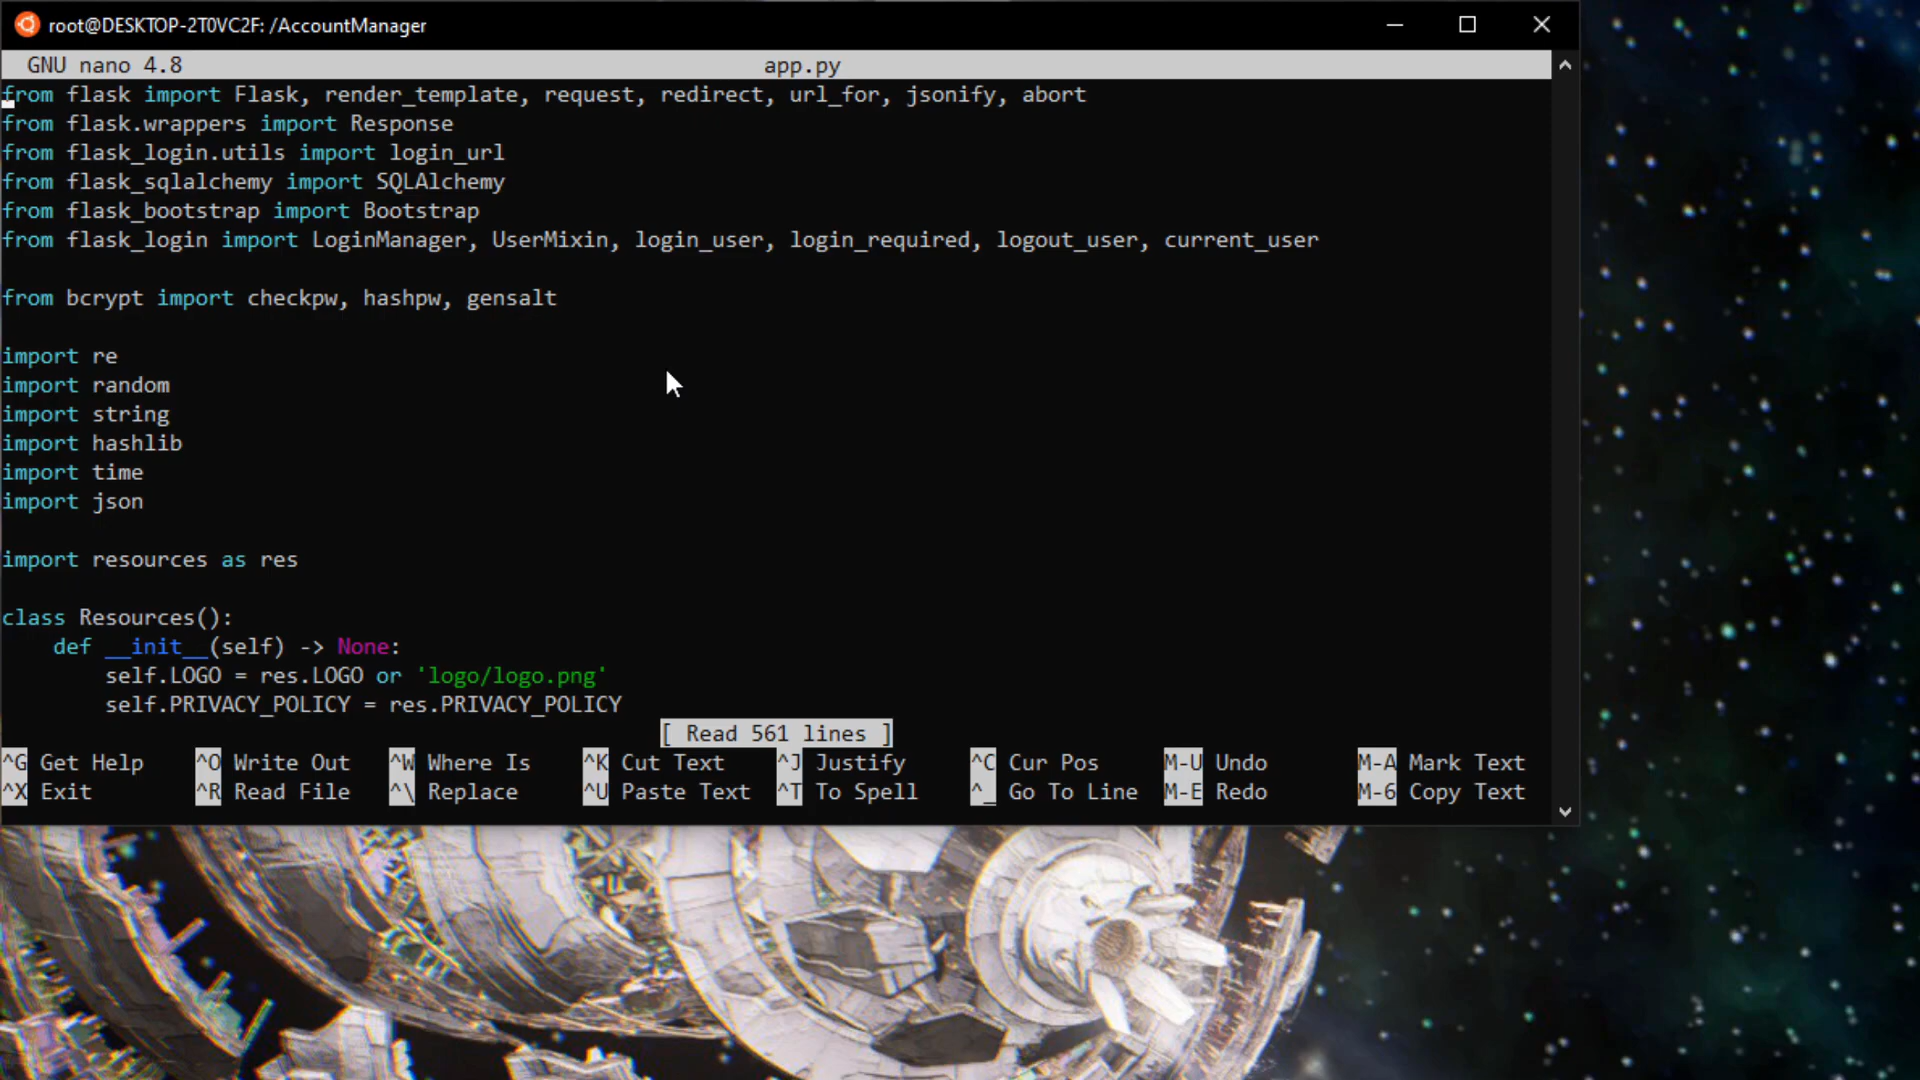 root@DESKTOP-2T0VC2F: /AccountManager
GNU nano 4.8 app.py
from flask import Flask, render_template, request, redirect, url_for, jsonify, abort
from flask.wrappers import Response
from flask_login.utils import login_url
from flask_sqlalchemy import SQLAlchemy
from flask_bootstrap import Bootstrap
from flask_login import LoginManager, UserMixin, login_user, login_required, logout_user, current_user
from bcrypt import checkpw, hashpw, gensalt
import re
import random
import string
import hashlib
import time
import json
import resources as res
class Resources():
    def __init__(self) -> None:
        self.LOGO = res.LOGO or 'logo/logo.png'
        self.PRIVACY_POLICY = res.PRIVACY_POLICY
[ Read 561 lines ]
^G Get Help ^O Write Out ^W Where Is ^K Cut Text ^J Justify ^C Cur Pos M-U Undo M-A Mark Text
^X Exit ^R Read File ^\ Replace ^U Paste Text ^T To Spell ^_ Go To Line M-E Redo M-6 Copy Text